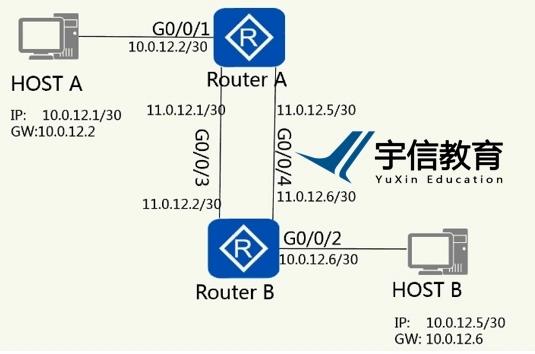 G0/0/1
10.0.12.2/30
Router A
HOST A
IP: 10.0.12.1/30
GW:10.0.12.2
11.0.12.1/30
11.0.12.5/30
G0/0/3
G0/0/4
宇信教育
YuXin Education
11.0.12.2/30
11.0.12.6/30
G0/0/2
10.0.12.6/30
Router B
HOST B
IP: 10.0.12.5/30
GW: 10.0.12.6
R
R